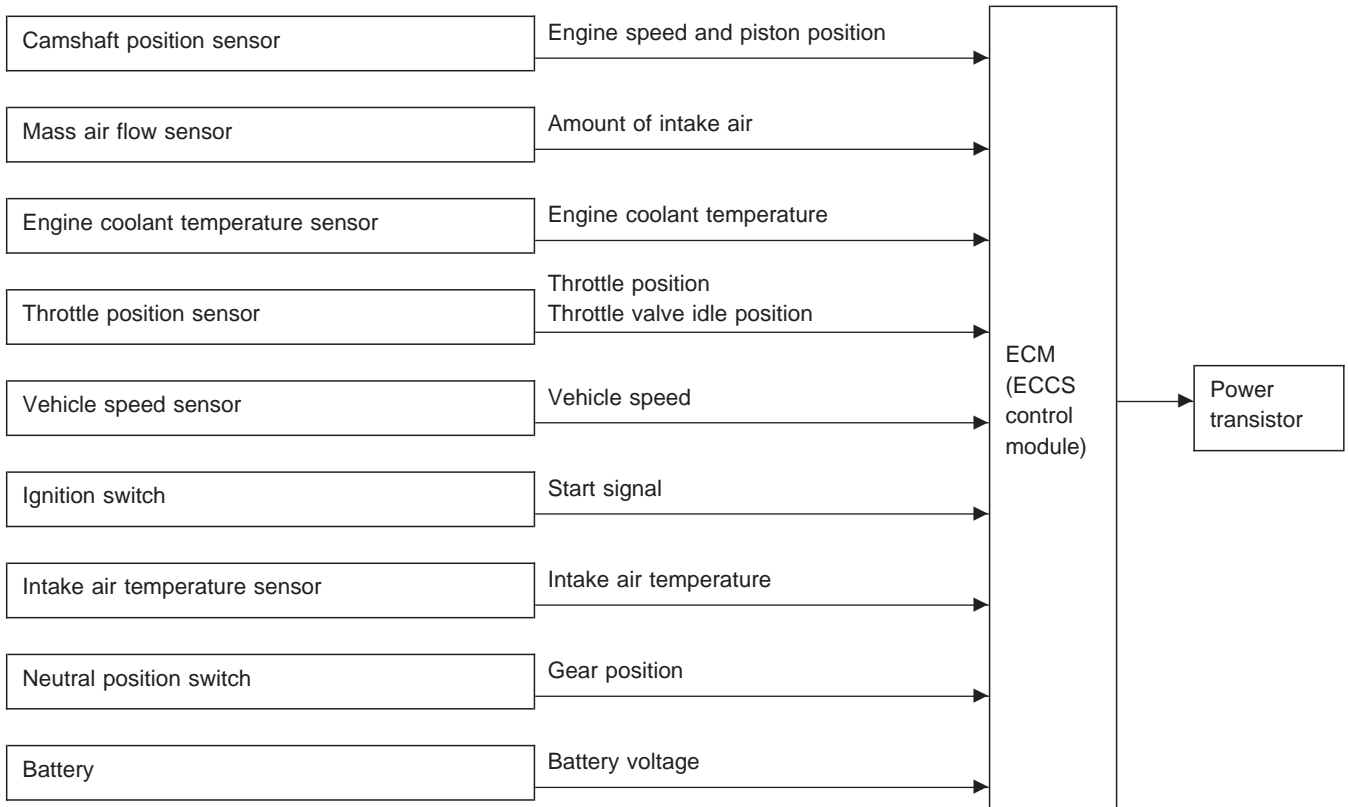 Camshaft position sensor
Engine speed and piston position
Mass air flow sensor
Amount of intake air
Engine coolant temperature sensor
Engine coolant temperature
Throttle position sensor
Throttle position
Throttle valve idle position
Vehicle speed sensor
Vehicle speed
Ignition switch
Start signal
Intake air temperature sensor
Intake air temperature
Neutral position switch
Gear position
Battery
Battery voltage
ECM
(ECCS
control
module)
Power
transistor